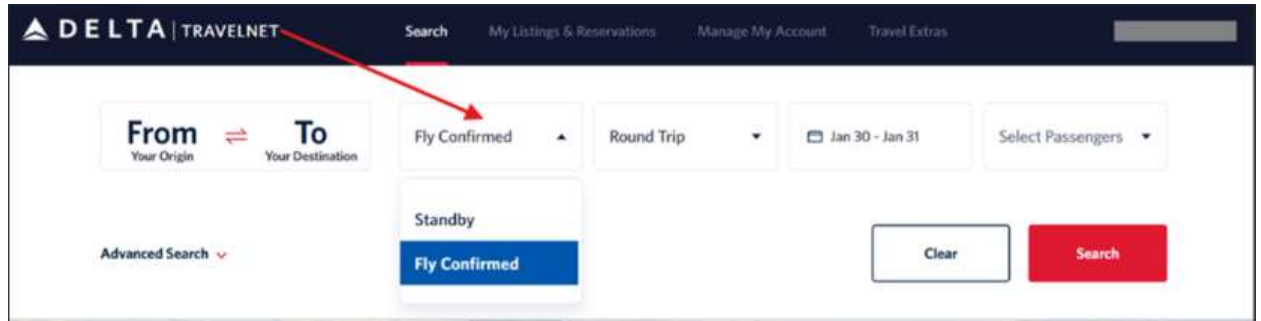 DELTA | TRAVELNET Search My Listings & Reservations Manage My Account Travel Extras
From To Fly Confirmed Round Trip Jan 30 - Jan 31 Select Passengers
Your Origin Your Destination
Standby
Advanced Search Fly Confirmed Clear Search